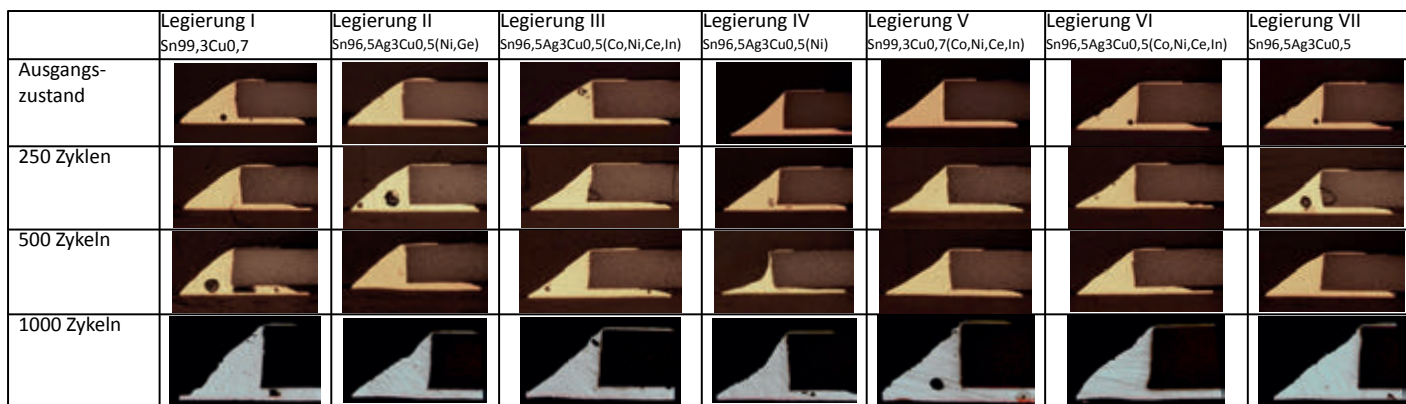 Legierung I
Sn99,3Cu0,7
Legierung II
Sn96,5Ag3Cu0,5(Ni,Ge)
Legierung III
Sn96,5Ag3Cu0,5(Co,Ni,Ce,In)
Legierung IV
Sn96,5Ag3Cu0,5(Ni)
Legierung V
Sn99,3Cu0,7(Co,Ni,Ce,In)
Legierung VI
Sn96,5Ag3Cu0,5(Co,Ni,Ce,In)
Legierung VII
Sn96,5Ag3Cu0,5
Ausgangs-
zustand
250 Zyklen
500 Zykeln
1000 Zykeln